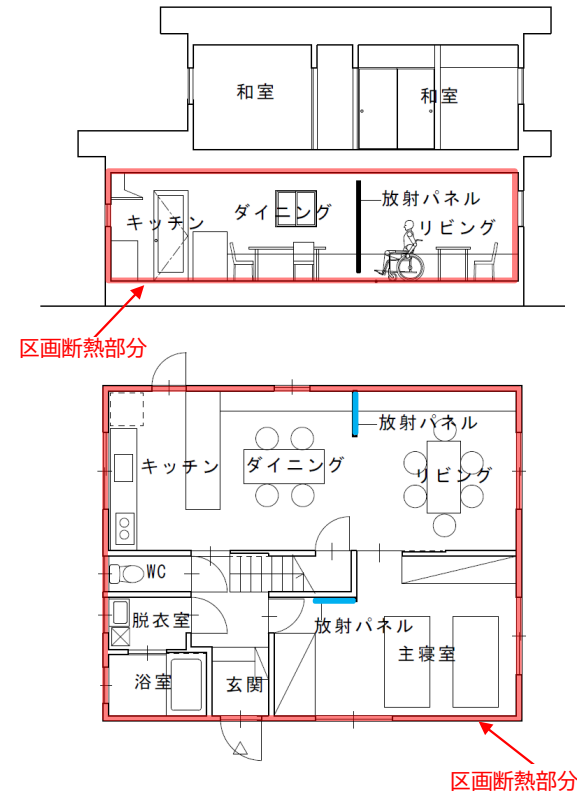 和室
和室
放射パネル
キッチン
ダイニング
リビング
区画断熱部分
放射パネル
キッチン
ダイニング
リビング
WC
脱衣室
放射パネル
主寝室
浴室
玄関
区画断熱部分